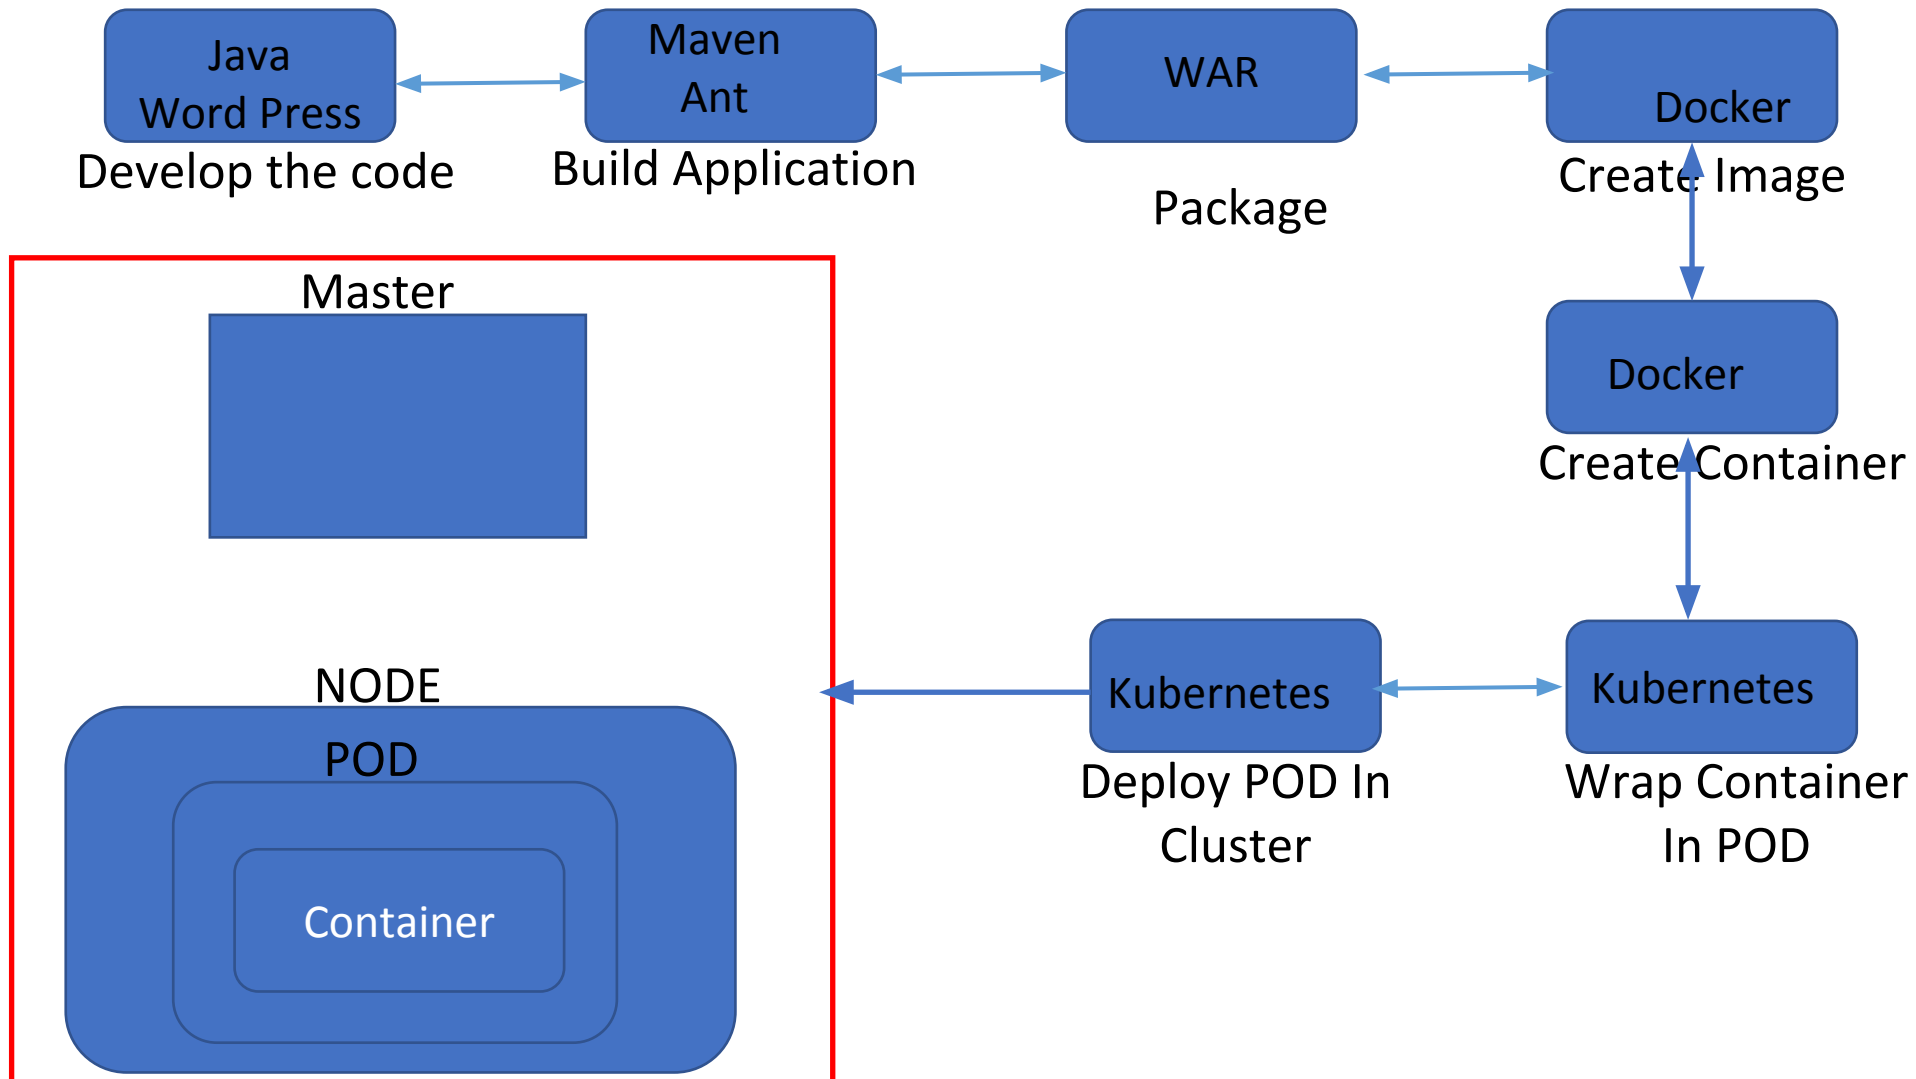 Java
Word Press
Develop the code
Maven
Ant
Build Application
WAR
Package
Docker
Create Image
Docker
Create Container
Kubernetes
Wrap Container
In POD
Kubernetes
Deploy POD In
Cluster
Master
NODE
POD
Container